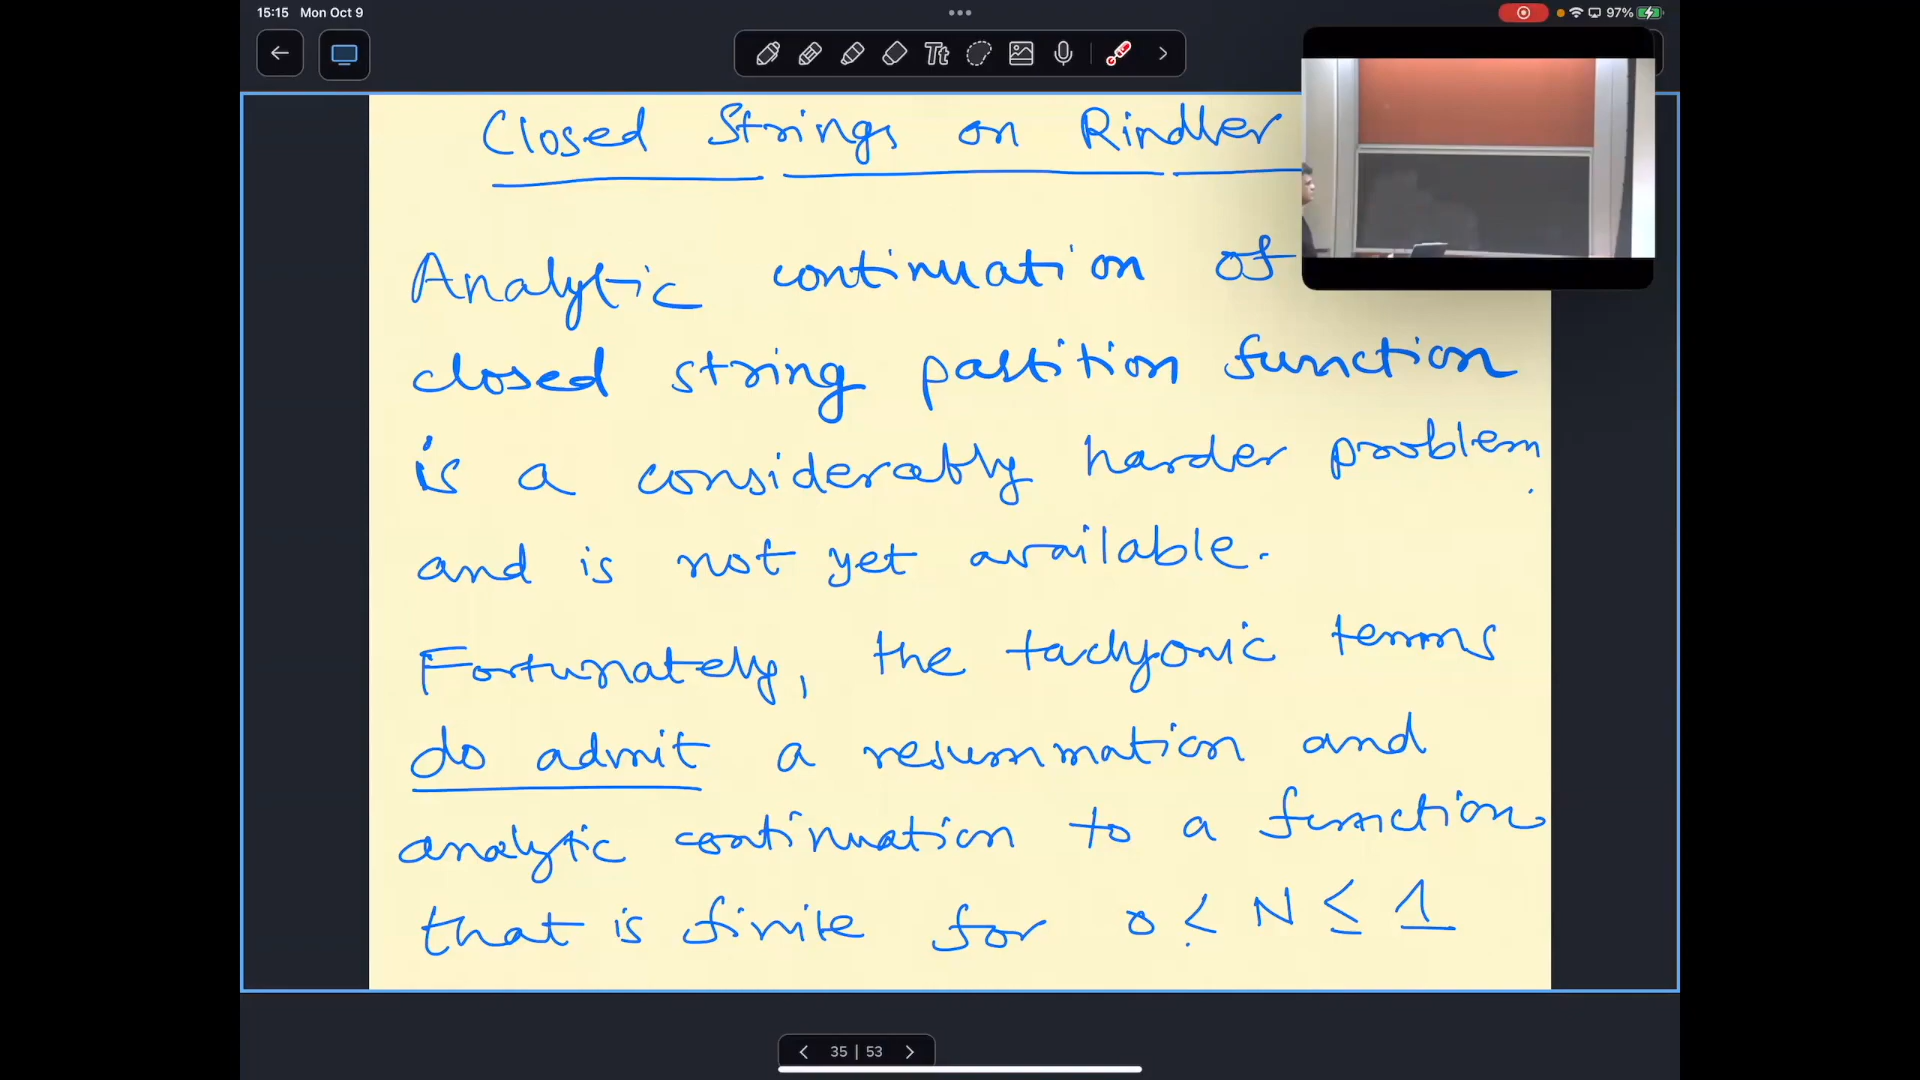 15:15 Mon Oct 9
97%
Tt
Closed Strings on Rindler
Analytic continuation of
closed string partition function
is a considerably harder problem
and is not yet available.
Fortunately, the tachyonic terms
do admit a resummation and
analytic continuation to a function
that is finite for 0 < N ≤ 1
35 | 53